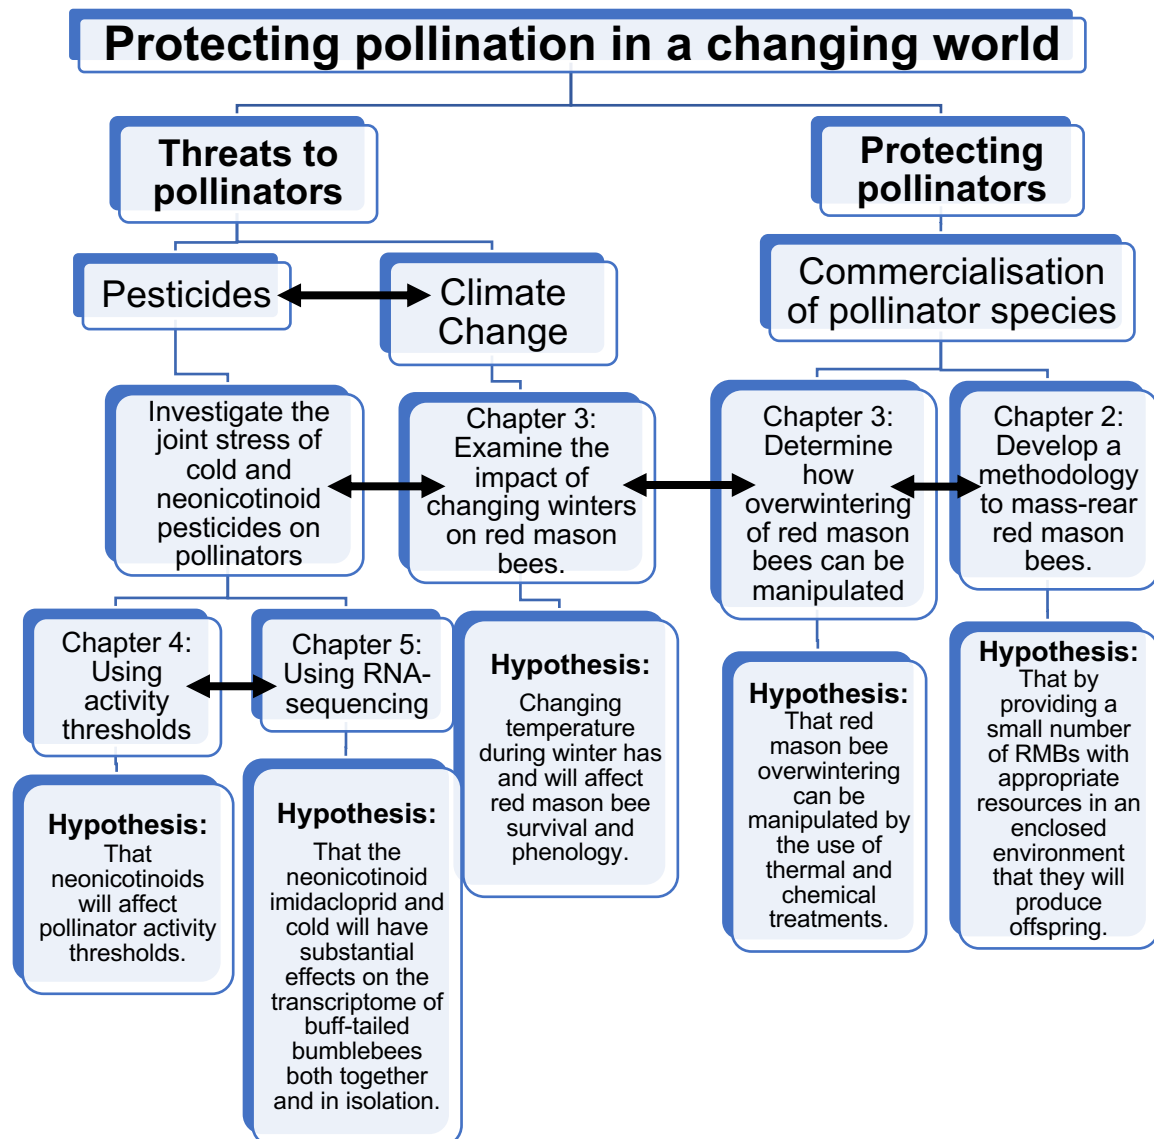 Protecting pollination in a changing world
Threats to
pollinators
Protecting
pollinators
Pesticides
Climate
Change
Commercialisation
of pollinator species
Investigate the
joint stress of
cold and
neonicotinoid
pesticides on
pollinators
Chapter 3:
Examine the
impact of
changing winters
on red mason
bees.
Chapter 3:
Determine
how
overwintering
of red mason
bees can be
manipulated
Chapter 2:
Develop a
methodology
to mass-rear
red mason
bees.
Chapter 4:
Using
activity
thresholds
Chapter 5:
Using RNA-
sequencing
Hypothesis:
Changing
temperature
during winter has
and will affect
red mason bee
survival and
phenology.
Hypothesis:
That red
mason bee
overwintering
can be
manipulated by
the use of
thermal and
chemical
treatments.
Hypothesis:
That by
providing a
small number
of RMBs with
appropriate
resources in an
enclosed
environment
that they will
produce
offspring.
Hypothesis:
That
neonicotinoids
will affect
pollinator activity
thresholds.
Hypothesis:
That the
neonicotinoid
imidacloprid and
cold will have
substantial
effects on the
transcriptome of
buff-tailed
bumblebees
both together
and in isolation.